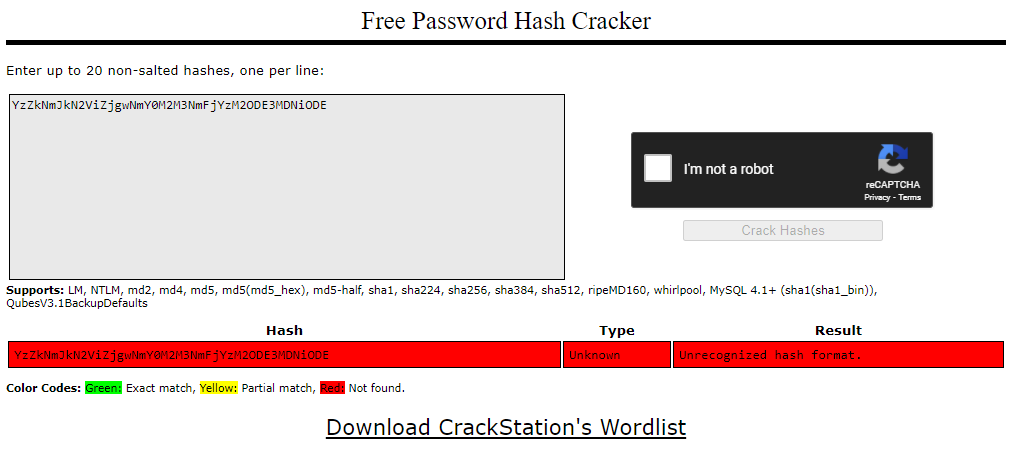 Free Password Hash Cracker
Enter up to 20 non-salted hashes, one per line:
YzZkNmJkN2ViZjgwNmY0M2M3NmFjYzM2ODE3MDNiODE
I'm not a robot
reCAPTCHA
Privacy - Terms
Crack Hashes
Supports: LM, NTLM, md2, md4, md5, md5(md5_hex), md5-half, sha1, sha224, sha256, sha384, sha512, ripeMD160, whirlpool, MySQL 4.1+ (sha1(sha1_bin)),
QubesV3.1BackupDefaults
Hash Type Result
YzZkNmJkN2ViZjgwNmY0M2M3NmFjYzM2ODE3MDNiODE Unknown Unrecognized hash format.
Color Codes: Green: Exact match, Yellow: Partial match, Red: Not found.
Download CrackStation's Wordlist